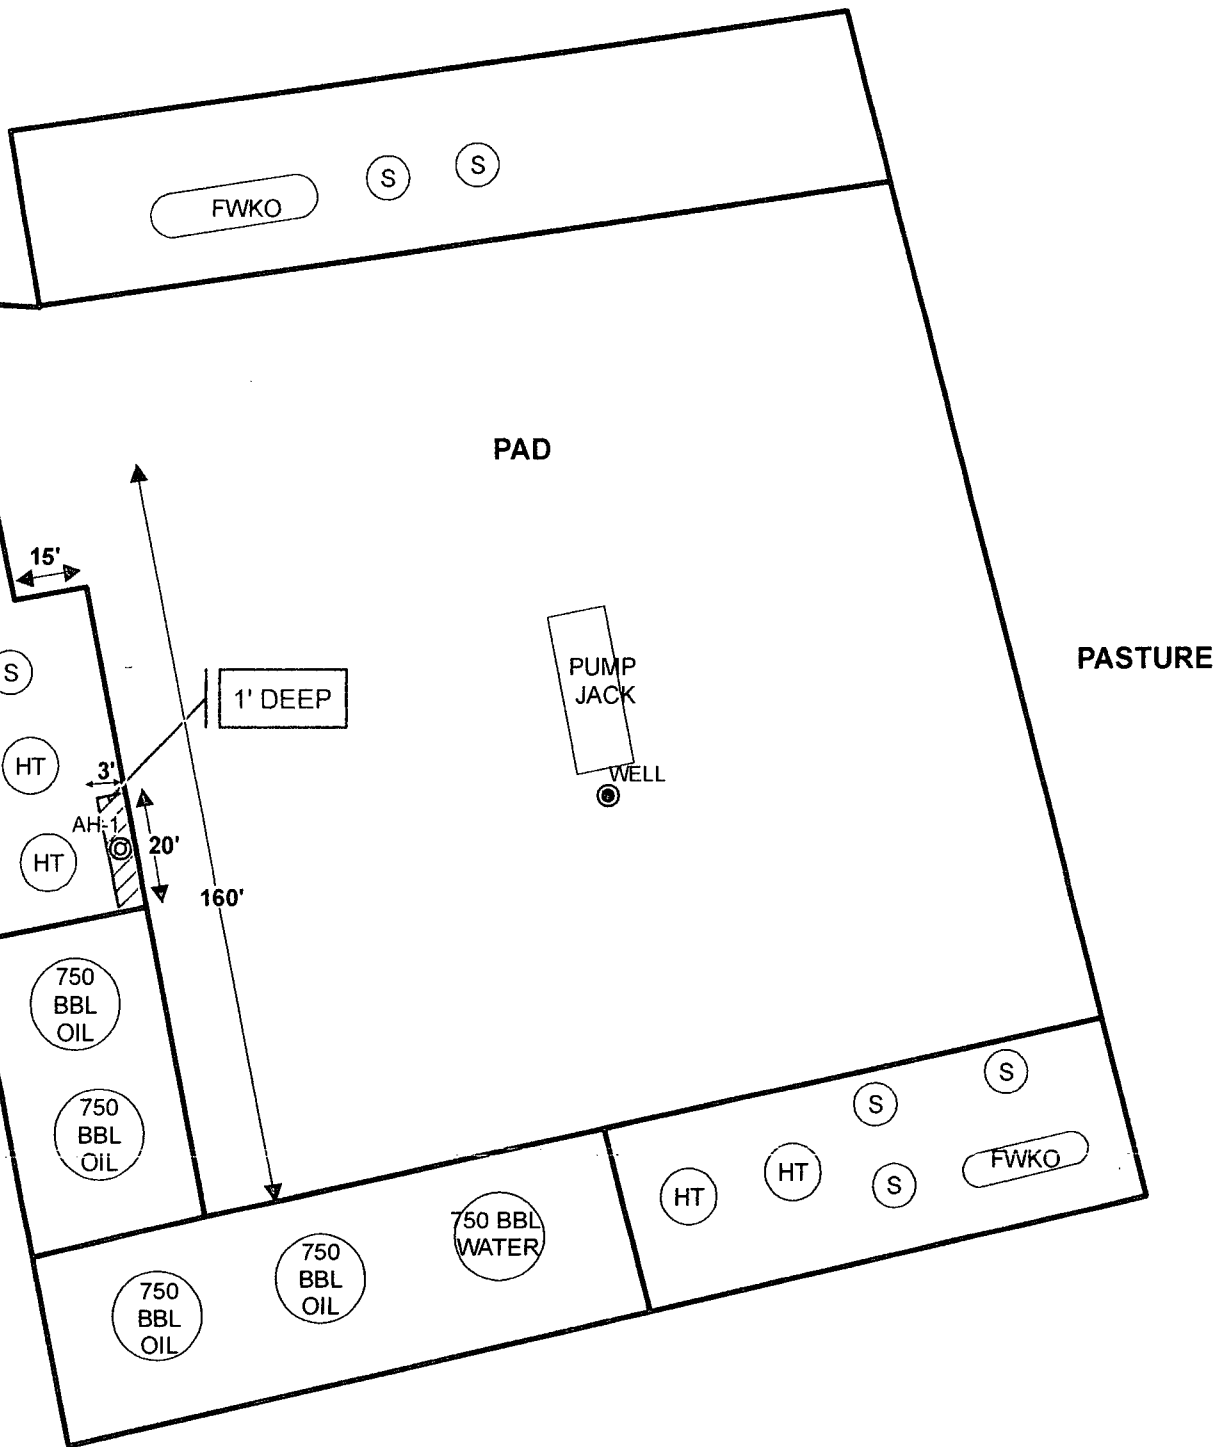 S
S
FWKO
PAD
15'
PUMP
JACK
PASTURE
S
1' DEEP
HT
3'
WELL
AH-1
20'
HT
160'
750
BBL
OIL
750
BBL
OIL
S
S
FWKO
HT
HT
S
750 BBL
WATER
750
BBL
OIL
750
BBL
OIL